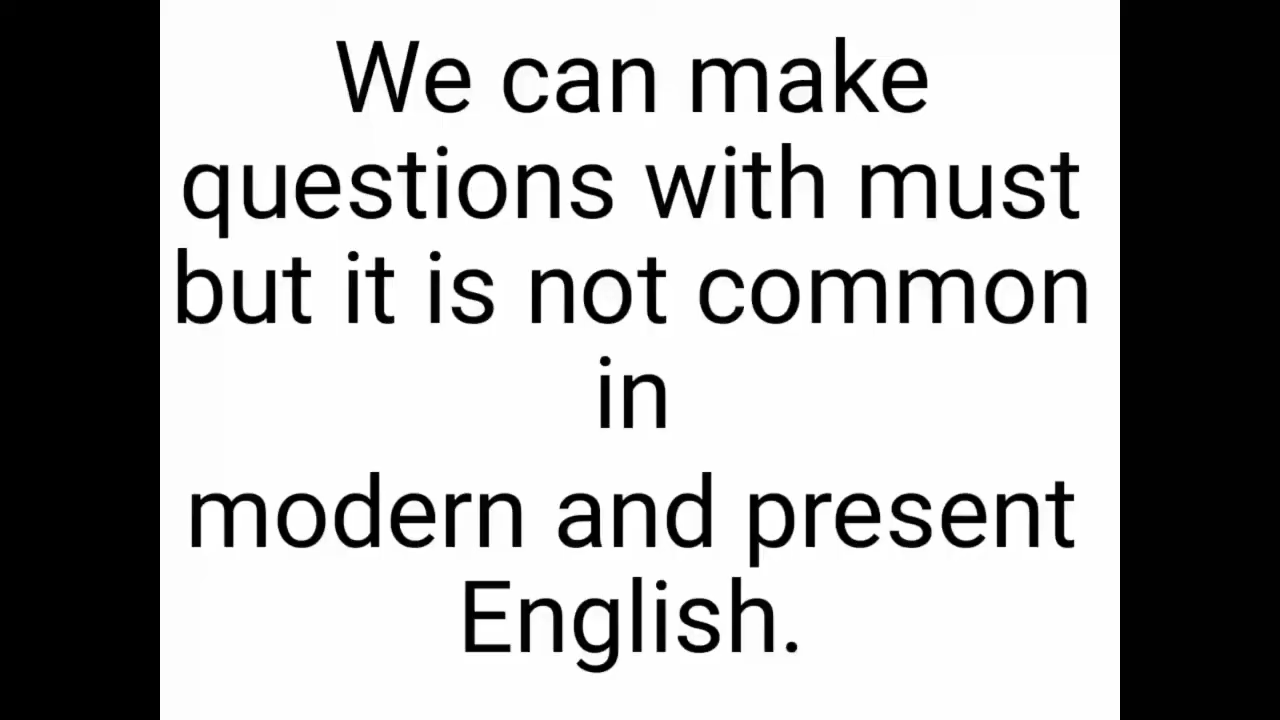 We can make
questions with must
but it is not common
in
modern and present
English.